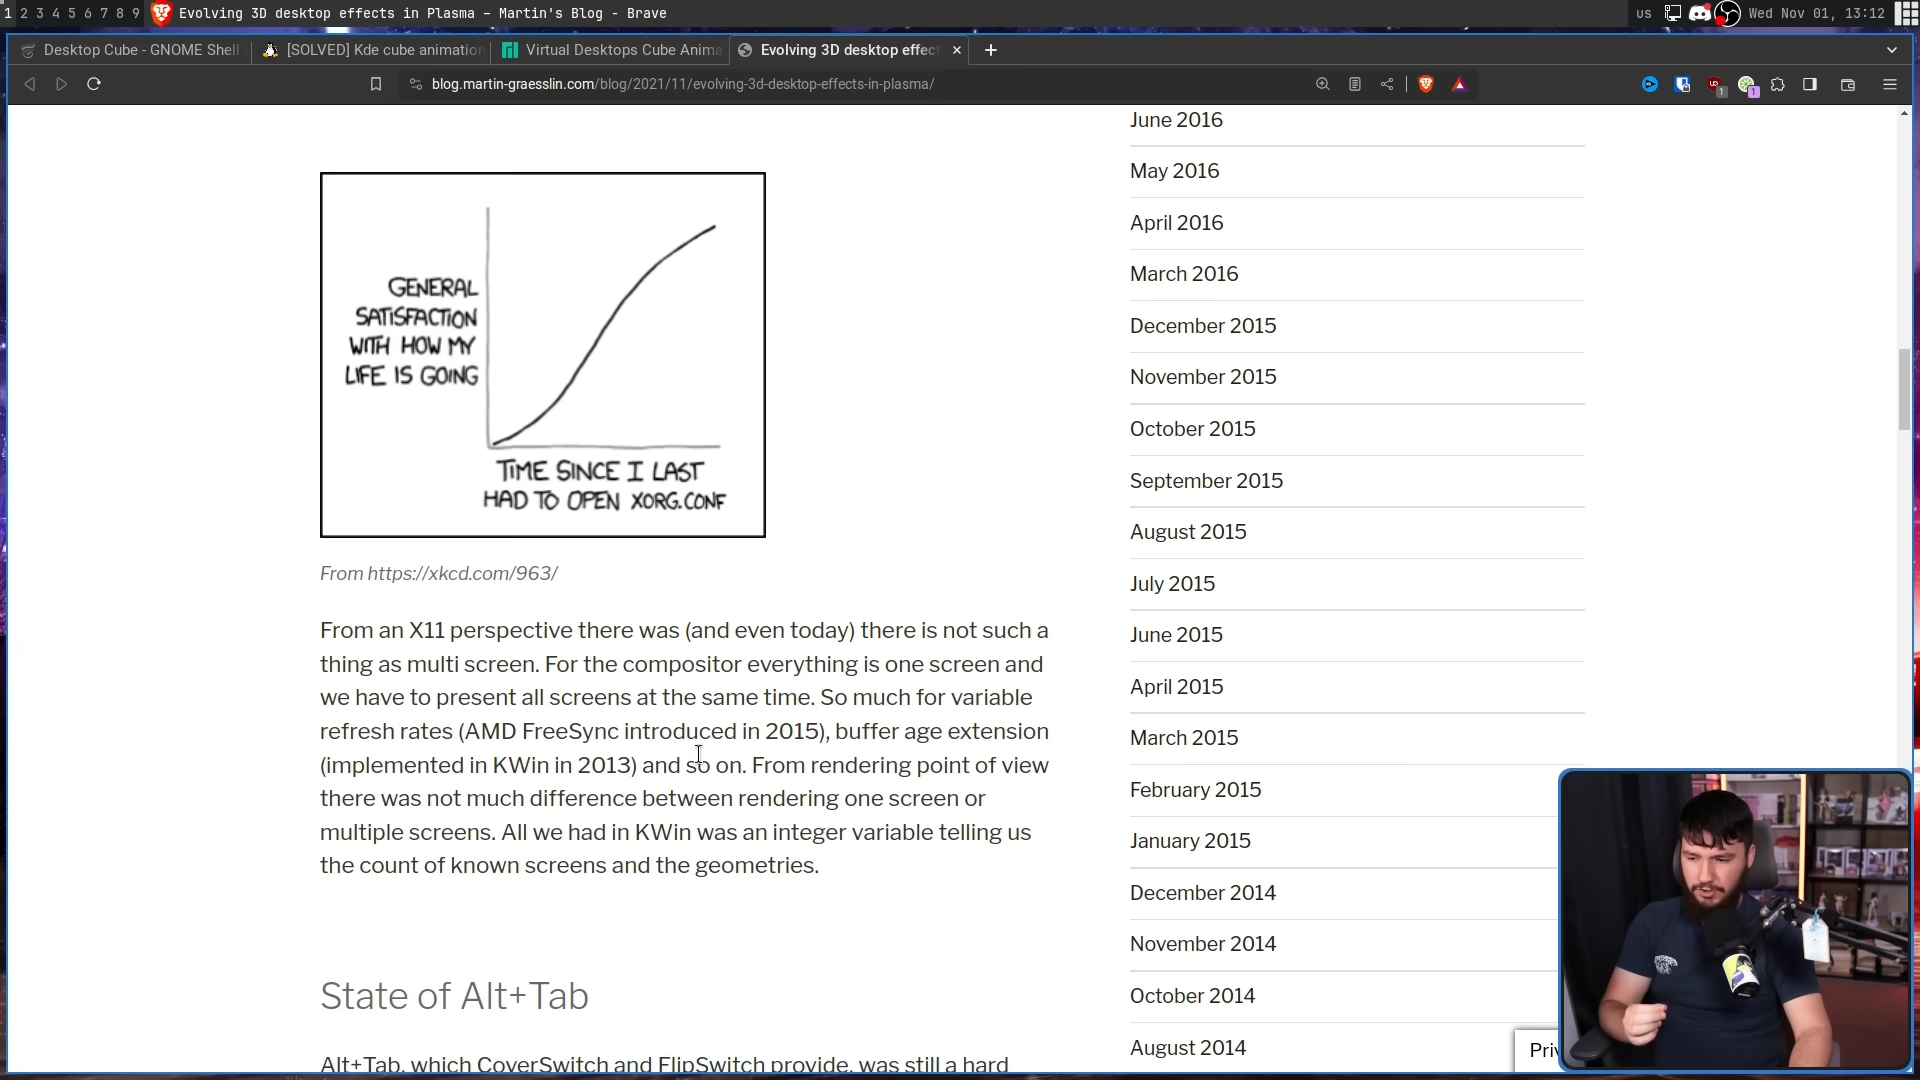 1 2 3 4 5 6 7 8 9 Evolving 3D desktop effects in Plasma – Martin's Blog - Brave
us Wed Nov 01, 13:12
Desktop Cube - GNOME Shell
[SOLVED] Kde cube animation
Virtual Desktops Cube Anima
Evolving 3D desktop effec
blog.martin-graesslin.com/blog/2021/11/evolving-3d-desktop-effects-in-plasma/
1
1
GENERAL
SATISFACTION
WITH HOW MY
LIFE IS GOING
TIME SINCE I LAST
HAD TO OPEN XORG.CONF
From https://xkcd.com/963/
From an X11 perspective there was (and even today) there is not such a
thing as multi screen. For the compositor everything is one screen and
we have to present all screens at the same time. So much for variable
refresh rates (AMD FreeSync introduced in 2015), buffer age extension
(implemented in KWin in 2013) and so on. From rendering point of view
there was not much difference between rendering one screen or
multiple screens. All we had in KWin was an integer variable telling us
the count of known screens and the geometries.
State of Alt+Tab
Alt+Tab, which CoverSwitch and FlipSwitch provide, was still a hard
June 2016
May 2016
April 2016
March 2016
December 2015
November 2015
October 2015
September 2015
August 2015
July 2015
June 2015
April 2015
March 2015
February 2015
January 2015
December 2014
November 2014
October 2014
August 2014
Priv